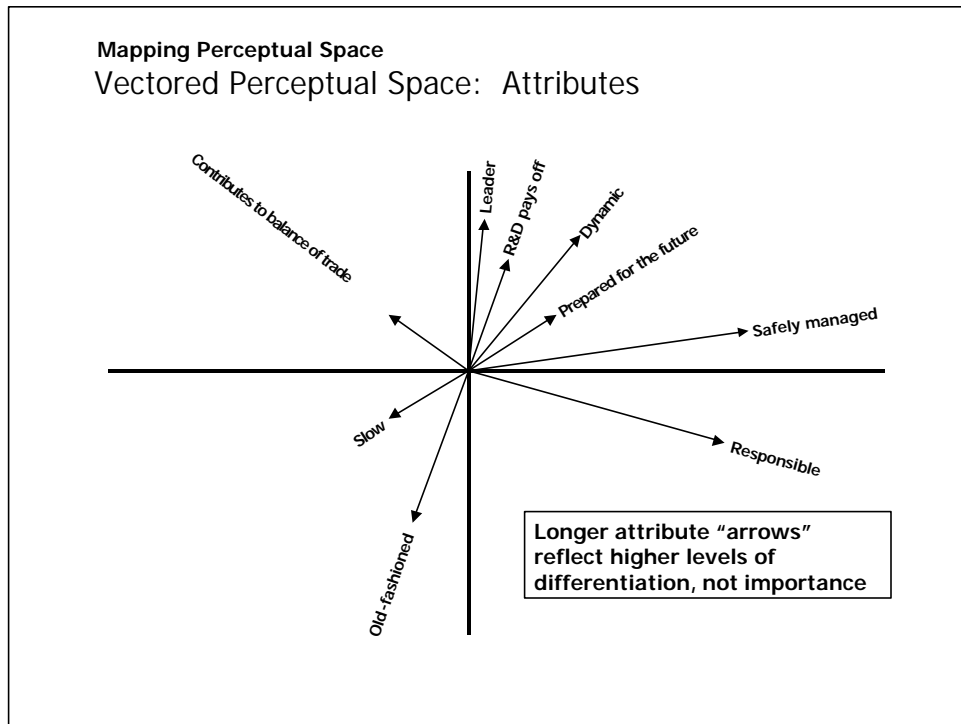 Mapping Perceptual Space
Vectored Perceptual Space: Attributes
Contributes to balance of trade
Leader
R&D pays off
Dynamic
Prepared for the future
Safely managed
Slow
Responsible
Old-fashioned
Longer attribute “arrows”
reflect higher levels of
differentiation, not importance